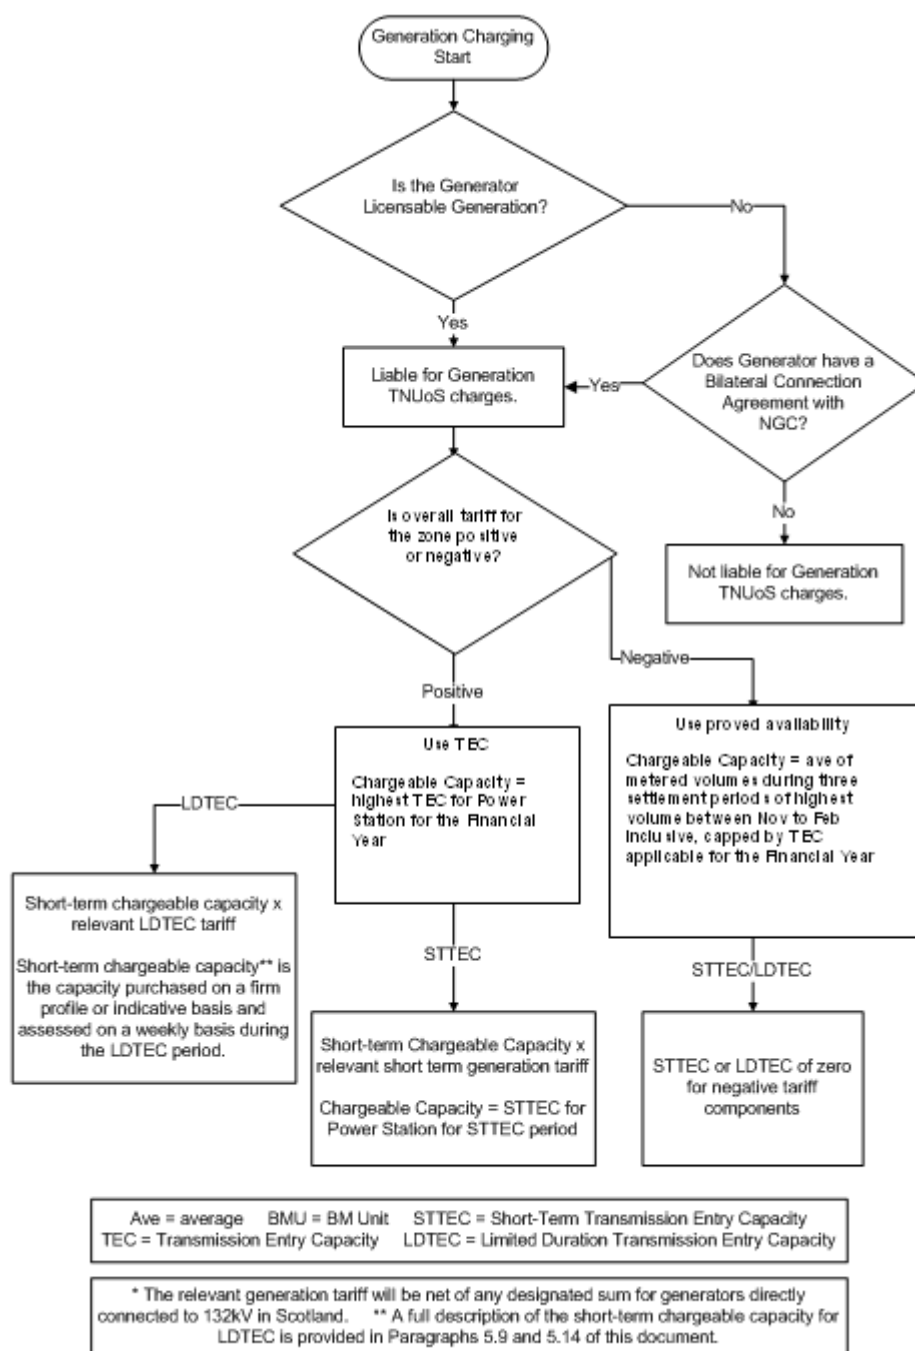 Generation Charging
Start
Is the Generator
Licensable Generation?
No
Yes
Does Generator have a
Bilateral Connection
Agreement with
NGC?
Liable for Generation
TNUoS charges.
Yes
No
Is overall tariff for
the zone positive
or negative?
Not liable for Generation
TNUoS charges.
Negative
Positive
Use TEC
Chargeable Capacity =
highest TEC for Power
Station for the Financial
Year
Use proved availability
Chargeable Capacity = ave of
metered volumes during three
settlement periods of highest
volume between Nov to Feb
inclusive, capped by TEC
applicable for the Financial Year
LDTEC
Short-term chargeable capacity x
relevant LDTEC tariff
Short-term chargeable capacity** is
the capacity purchased on a firm
profile or indicative basis and
assessed on a weekly basis during
the LDTEC period.
STTEC
STTEC/LDTEC
Short-term Chargeable Capacity x
relevant short term generation tariff
Chargeable Capacity = STTEC for
Power Station for STTEC period
STTEC or LDTEC of zero
for negative tariff
components
Ave = average BMU = BM Unit STTEC = Short-Term Transmission Entry Capacity
TEC = Transmission Entry Capacity LDTEC = Limited Duration Transmission Entry Capacity
* The relevant generation tariff will be net of any designated sum for generators directly
connected to 132kV in Scotland. ** A full description of the short-term chargeable capacity for
LDTEC is provided in Paragraphs 5.9 and 5.14 of this document.